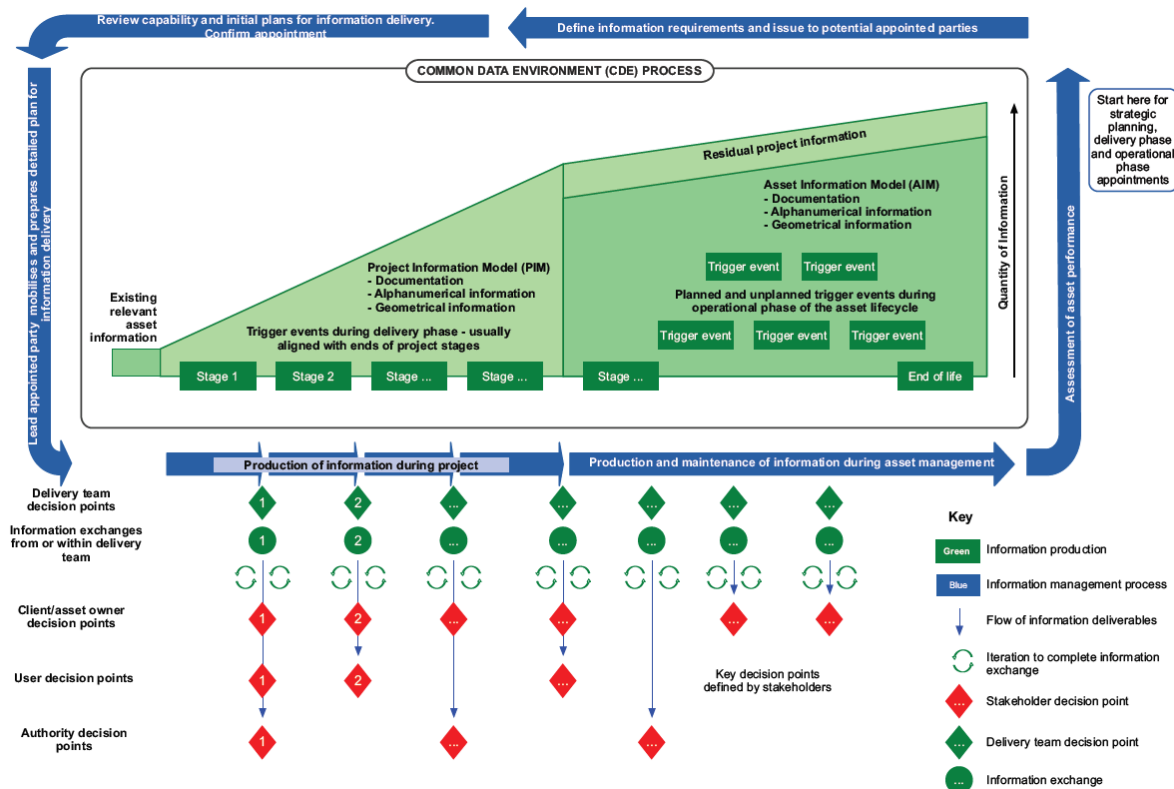 Review capability and initial plans for information delivery.
Confirm appointment
Define information requirements and issue to potential appointed parties
COMMON DATA ENVIRONMENT (CDE) PROCESS
Start here for
strategic
planning,
delivery phase
and operational
phase
appointments
Lead appointed party mobilises and prepares detailed plan for
information delivery
Residual project information
Asset Information Model (AIM)
- Documentation
- Alphanumerical information
- Geometrical information
Quantity of Information
Assessment of asset performance
Project Information Model (PIM)
- Documentation
- Alphanumerical information
- Geometrical information
Trigger event
Trigger event
Planned and unplanned trigger events during
operational phase of the asset lifecycle
Trigger event
Trigger event
Trigger event
Existing
relevant
asset
information
Trigger events during delivery phase - usually
aligned with ends of project stages
Stage 1
Stage 2
Stage ...
Stage ...
Stage ...
End of life
Production of information during project
Production and maintenance of information during asset management
Delivery team
decision points
1
2
...
...
...
...
...
Information exchanges
from or within delivery
team
1
2
...
...
...
...
...
Client/asset owner
decision points
1
2
...
...
...
...
User decision points
1
2
...
Key decision points
defined by stakeholders
Authority decision
points
1
...
...
Key
Green
Information production
Blue
Information management process
Flow of information deliverables
Iteration to complete information
exchange
...
Stakeholder decision point
...
Delivery team decision point
...
Information exchange